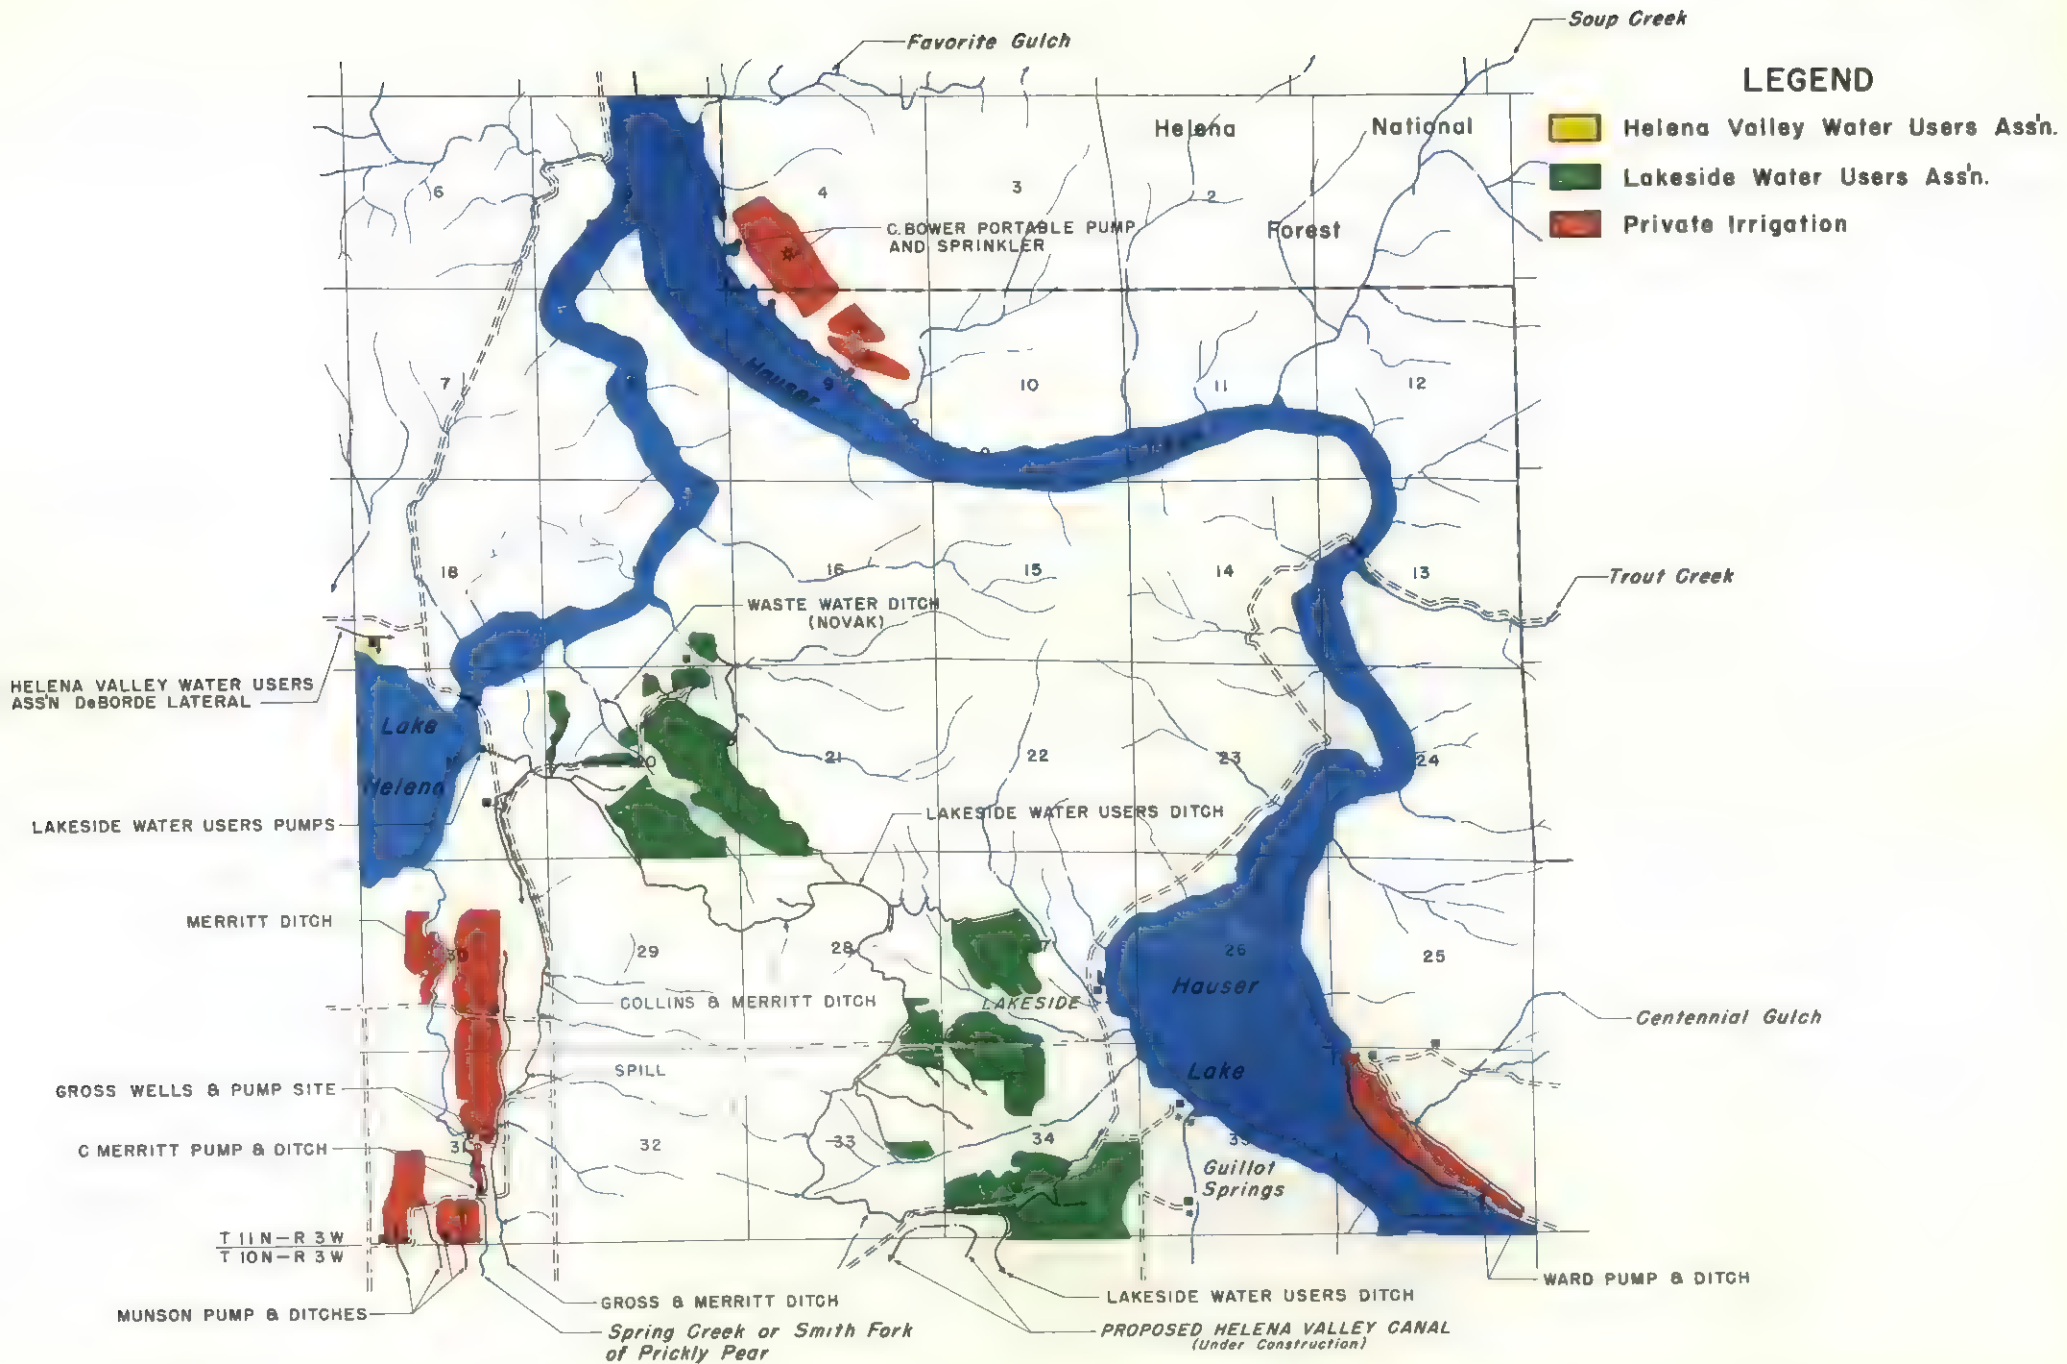 Soup Creek
Favorite Gulch
LEGEND
Helena Valley Water Users Ass'n.
Lakeside Water Users Ass'n.
Private Irrigation
Helena National
Forest
6
4
3
2
C. BOWER PORTABLE PUMP
AND SPRINKLER
7
Hauser
9
10
11
12
18
16
15
14
13
Trout Creek
WASTE WATER DITCH
(NOVAK)
HELENA VALLEY WATER USERS
ASS'N DeBORDE LATERAL
Lake
Helena
20
21
22
23
24
LAKESIDE WATER USERS PUMPS
LAKESIDE WATER USERS DITCH
MERRITT DITCH
30
29
28
27
26
25
COLLINS & MERRITT DITCH
LAKESIDE
Hauser
Lake
Centennial Gulch
SPILL
GROSS WELLS & PUMP SITE
C MERRITT PUMP & DITCH
31
32
33
34
35
Guillot
Springs
T 11 N - R 3 W
T 10 N - R 3 W
WARD PUMP & DITCH
MUNSON PUMP & DITCHES
GROSS & MERRITT DITCH
LAKESIDE WATER USERS DITCH
Spring Creek or Smith Fork
of Prickly Pear
PROPOSED HELENA VALLEY CANAL
(Under Construction)